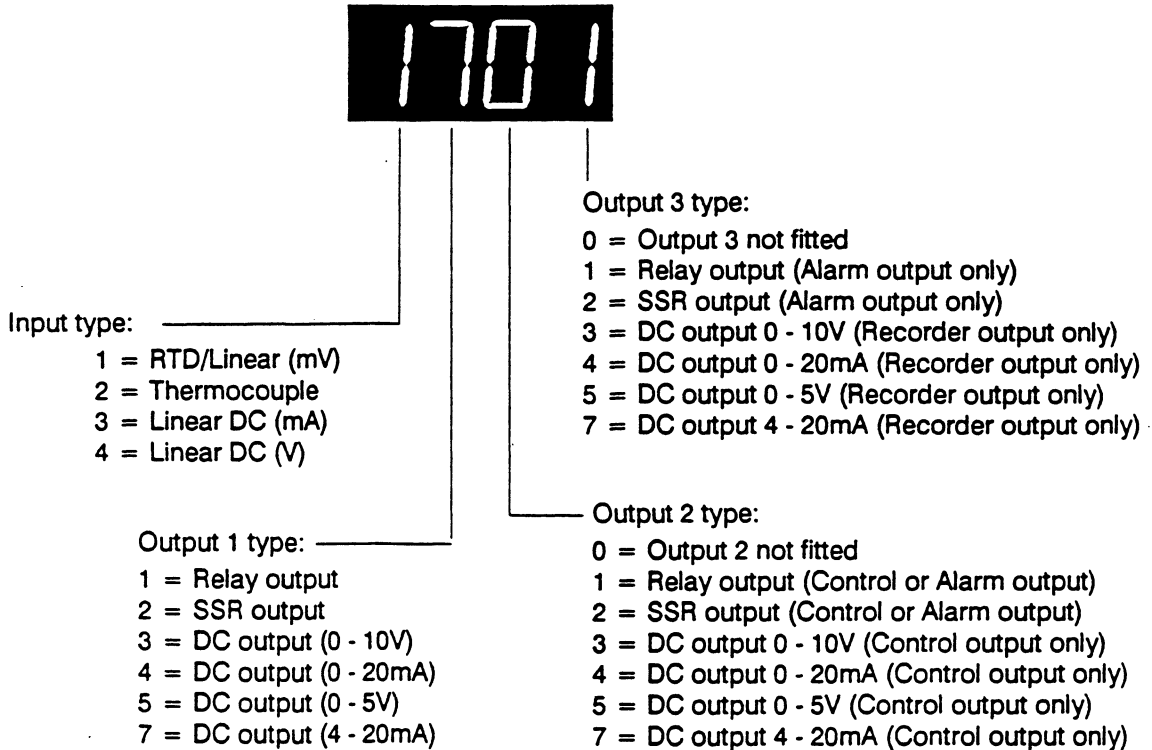 1701
Output 3 type:
0 = Output 3 not fitted
1 = Relay output (Alarm output only)
2 = SSR output (Alarm output only)
3 = DC output 0 - 10V (Recorder output only)
4 = DC output 0 - 20mA (Recorder output only)
5 = DC output 0 - 5V (Recorder output only)
7 = DC output 4 - 20mA (Recorder output only)
Input type:
1 = RTD/Linear (mV)
2 = Thermocouple
3 = Linear DC (mA)
4 = Linear DC (V)
Output 1 type:
1 = Relay output
2 = SSR output
3 = DC output (0 - 10V)
4 = DC output (0 - 20mA)
5 = DC output (0 - 5V)
7 = DC output (4 - 20mA)
Output 2 type:
0 = Output 2 not fitted
1 = Relay output (Control or Alarm output)
2 = SSR output (Control or Alarm output)
3 = DC output 0 - 10V (Control output only)
4 = DC output 0 - 20mA (Control output only)
5 = DC output 0 - 5V (Control output only)
7 = DC output 4 - 20mA (Control output only)